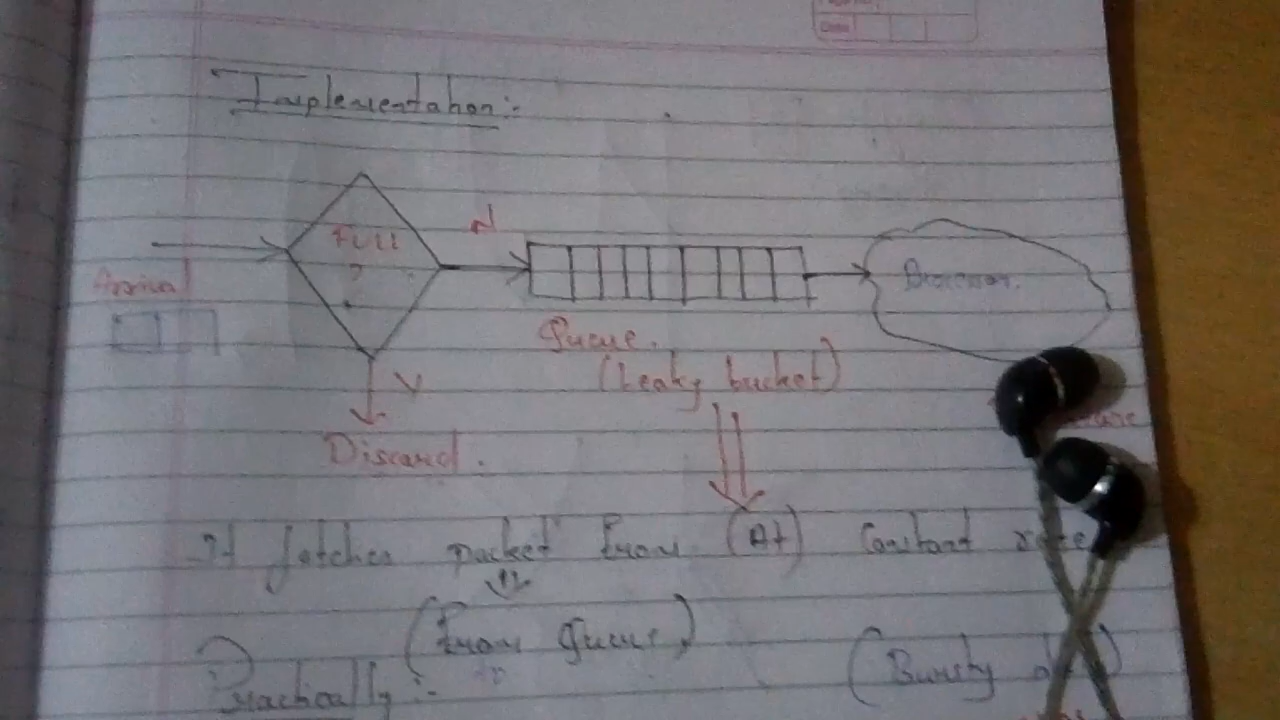 Date
Implementation:-
Arrival
FULL
?
N
Processor.
Queue.
(Leaky bucket)
Y
Discard.
It fetches packet from (At) Constant rate
(From Queue)
Practically:-
(Bursty